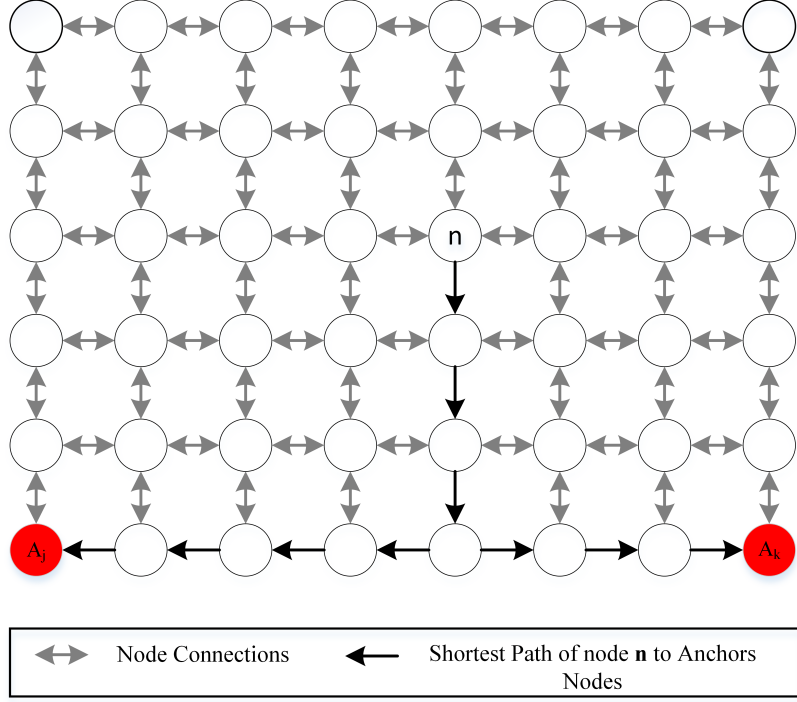 n
Aj Ak
Node Connections
Shortest Path of node n to Anchors
Nodes